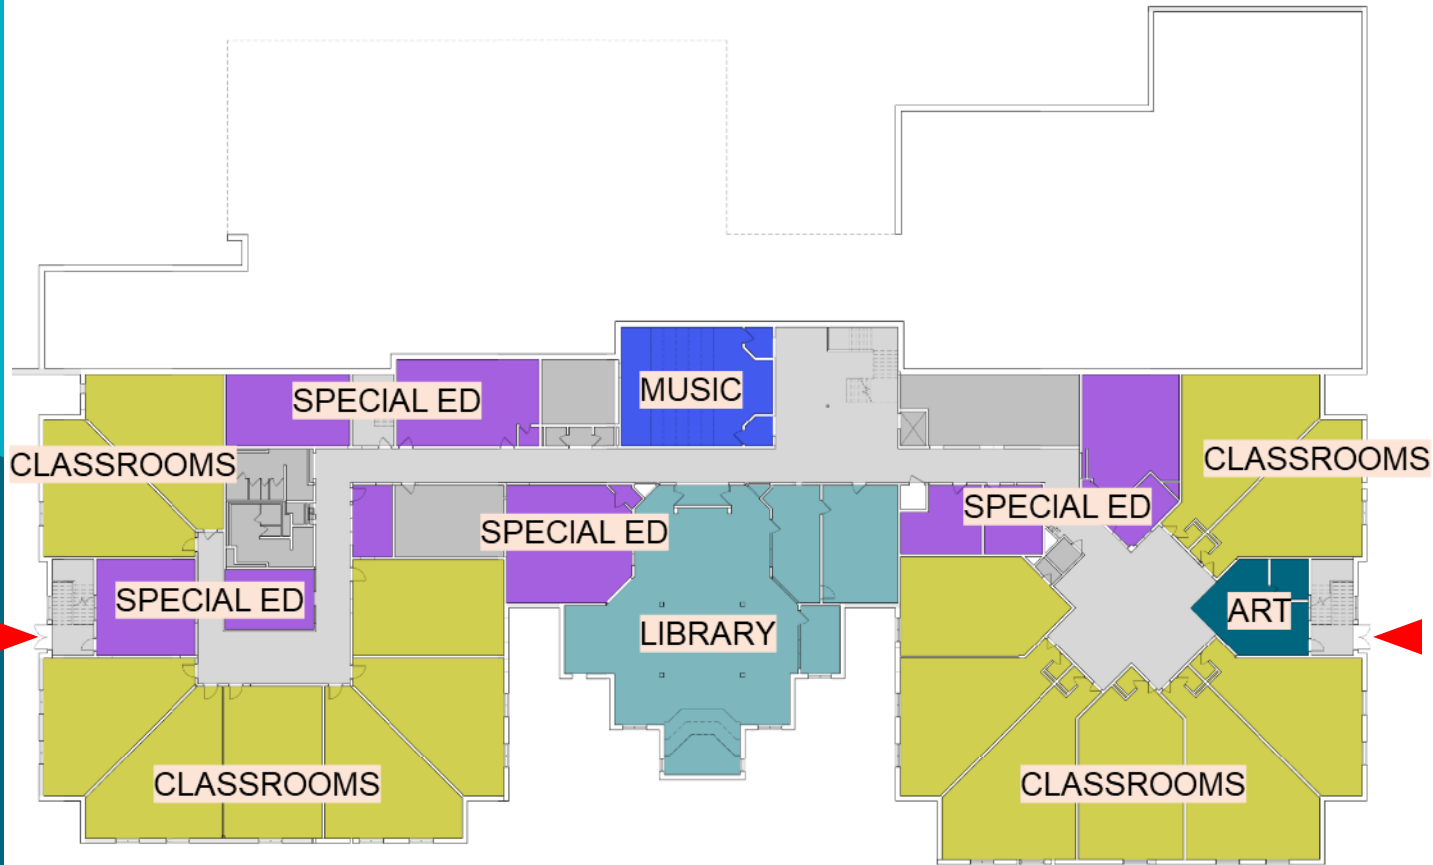 MUSIC
SPECIAL ED
CLASSROOMS
CLASSROOMS
SPECIAL ED
SPECIAL ED
SPECIAL ED
ART
LIBRARY
CLASSROOMS
CLASSROOMS